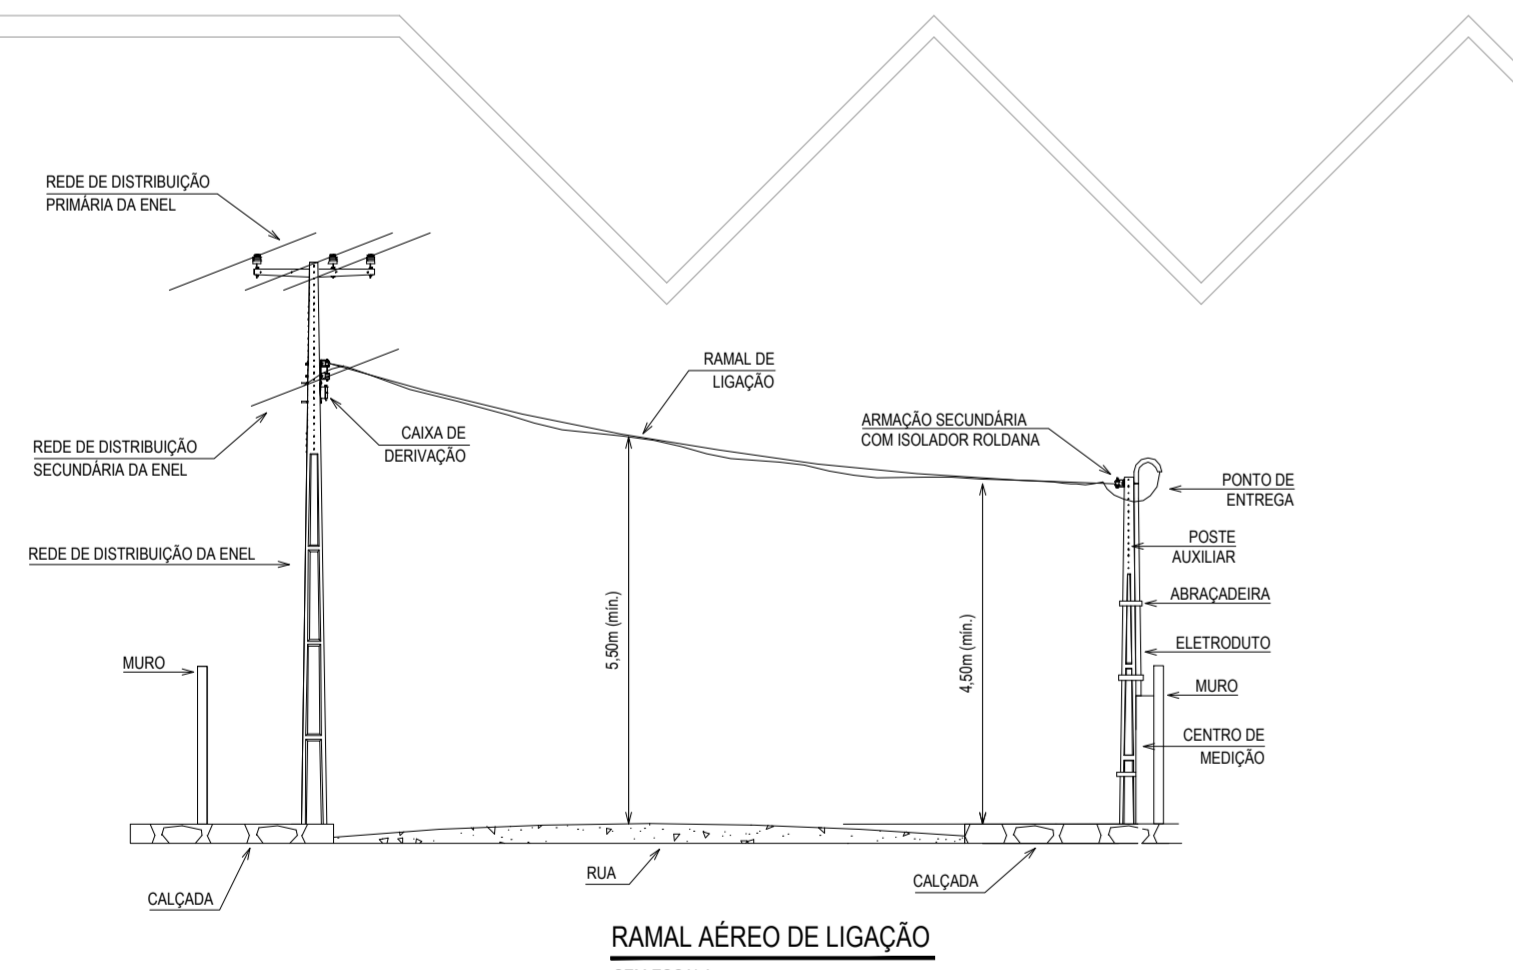 REDE DE DISTRIBUIÇÃO
PRIMÁRIA DA ENEL
RAMAL DE
LIGAÇÃO
ARMAÇÃO SECUNDÁRIA
COM ISOLADOR ROLDANA
CAIXA DE
DERIVAÇÃO
REDE DE DISTRIBUIÇÃO
SECUNDÁRIA DA ENEL
PONTO DE
ENTREGA
POSTE
AUXILIAR
REDE DE DISTRIBUIÇÃO DA ENEL
ABRAÇADEIRA
5,50m (mín.)
4,50m (mín.)
ELETRODUTO
MURO
MURO
CENTRO DE
MEDIÇÃO
CALÇADA
RUA
CALÇADA
RAMAL AÉREO DE LIGAÇÃO